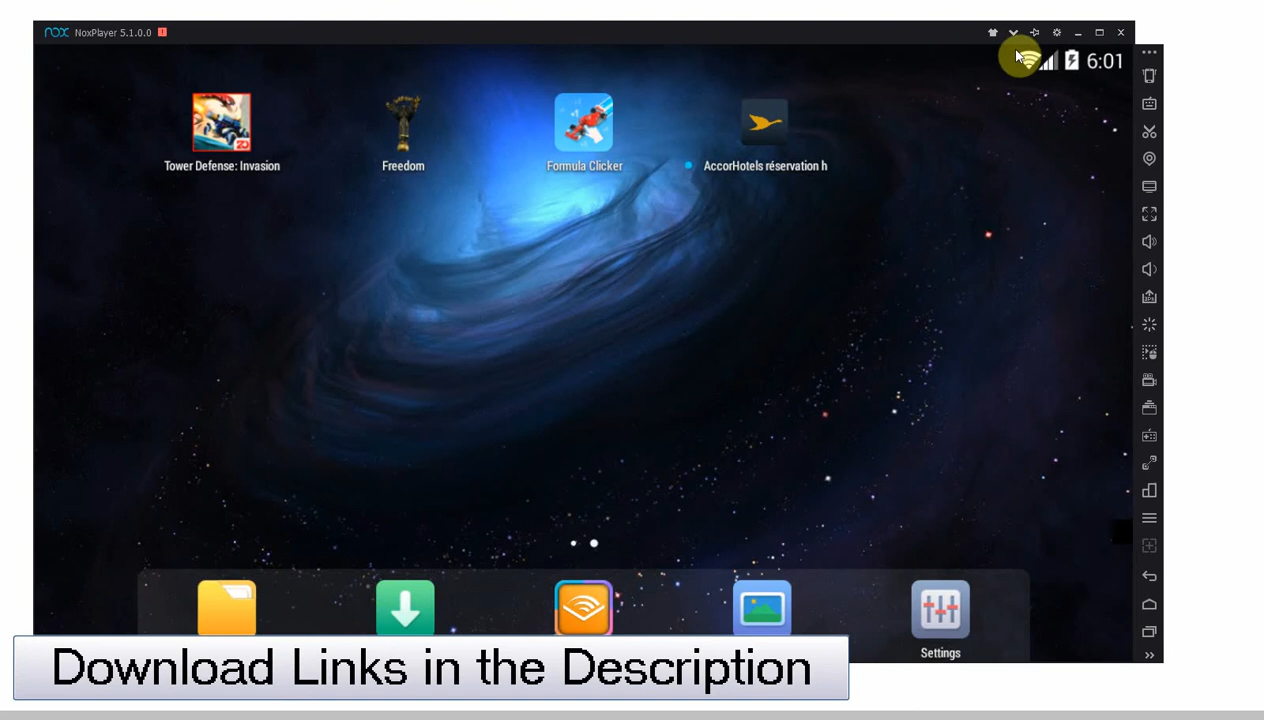 nox NoxPlayer 5.1.0.0
6:01
Tower Defense: Invasion
Freedom
Formula Clicker
AccorHotels réservation h
Settings
Download Links in the Description